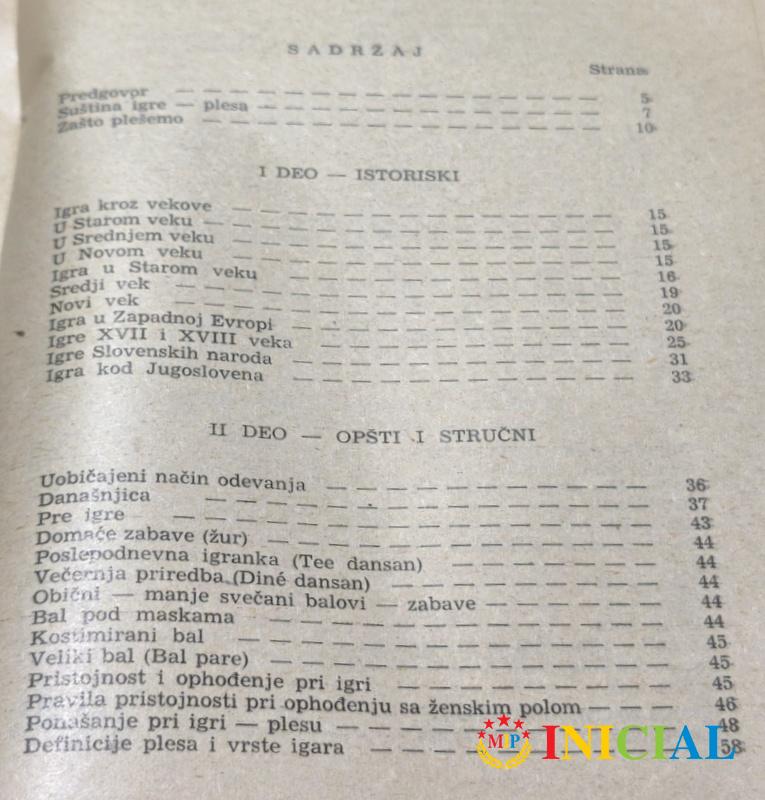 SADRŽAJ
Strana
Predgovor — — — — — — — — — — — — — 5
Suština igre — plesa — — — — — — — — — — — 7
Zašto plešemo — — — — — — — — — — — — 10
I DEO — ISTORISKI
Igra kroz vekove — — — — — — — — — — — — 15
U Starom veku — — — — — — — — — — — — 15
U Srednjem veku — — — — — — — — — — — — 15
U Novom veku — — — — — — — — — — — — 15
Igra u Starom veku — — — — — — — — — — — 16
Sredji vek — — — — — — — — — — — — — 19
Novi vek — — — — — — — — — — — — — 20
Igra u Zapadnoj Evropi — — — — — — — — — — 20
Igre XVII i XVIII veka — — — — — — — — — — 25
Igre Slovenskih naroda — — — — — — — — — — 31
Igra kod Jugoslovena — — — — — — — — — — — 33
II DEO — OPŠTI I STRUČNI
Uobičajeni način odevanja — — — — — — — — — — 36
Današnjica — — — — — — — — — — — — — 37
Pre igre — — — — — — — — — — — — — — 43
Domaće zabave (žur) — — — — — — — — — — — 44
Poslepodnevna igranka (Tee dansan) — — — — — — 44
Večernja priredba (Diné dansan) — — — — — — — — 44
Obični — manje svečani balovi — zabave — — — — — 44
Bal pod maskama — — — — — — — — — — — — 44
Kostimirani bal — — — — — — — — — — — — 45
Veliki bal (Bal pare) — — — — — — — — — — — 45
Pristojnost i ophođenje pri igri — — — — — — — — 45
Pravila pristojnosti pri ophođenju sa ženskim polom — — — 46
Ponašanje pri igri — plesu — — — — — — — — — 48
Definicije plesa i vrste igara — — — — — — — — — 58
MP INICIAL